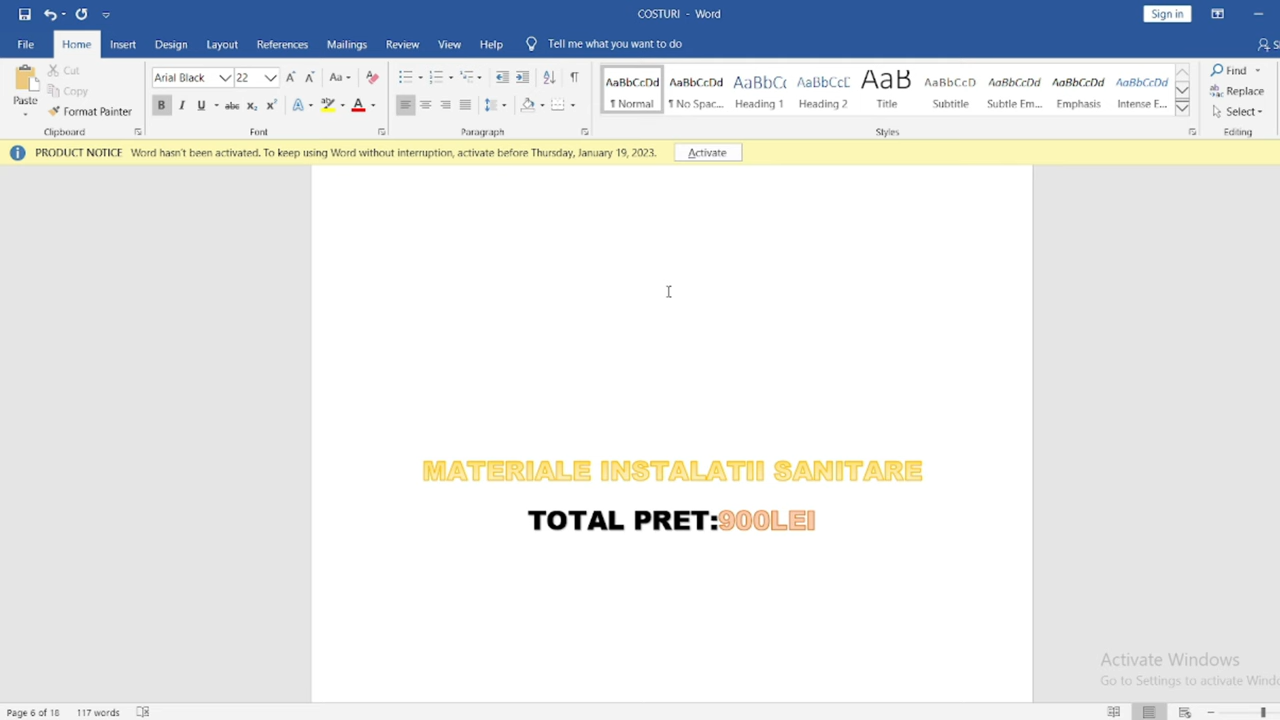 COSTURI - Word
Sign in
File Home Insert Design Layout References Mailings Review View Help Tell me what you want to do
Paste
Cut
Copy
Format Painter
Clipboard
Arial Black 22
Aa
B I U abc x₂ x²
A A
Font
Paragraph
AaBbCcDd AaBbCcDd AaBbCc AaBbCcC AaB AaBbCcD AaBbCcDd AaBbCcDd AaBbCcDd
¶ Normal ¶ No Spac... Heading 1 Heading 2 Title Subtitle Subtle Em... Emphasis Intense E...
Styles
Find
Replace
Select
Editing
PRODUCT NOTICE Word hasn't been activated. To keep using Word without interruption, activate before Thursday, January 19, 2023. Activate
MATERIALE INSTALATII SANITARE
TOTAL PRET:900LEI
Activate Windows
Go to Settings to activate Windo
Page 6 of 18 117 words